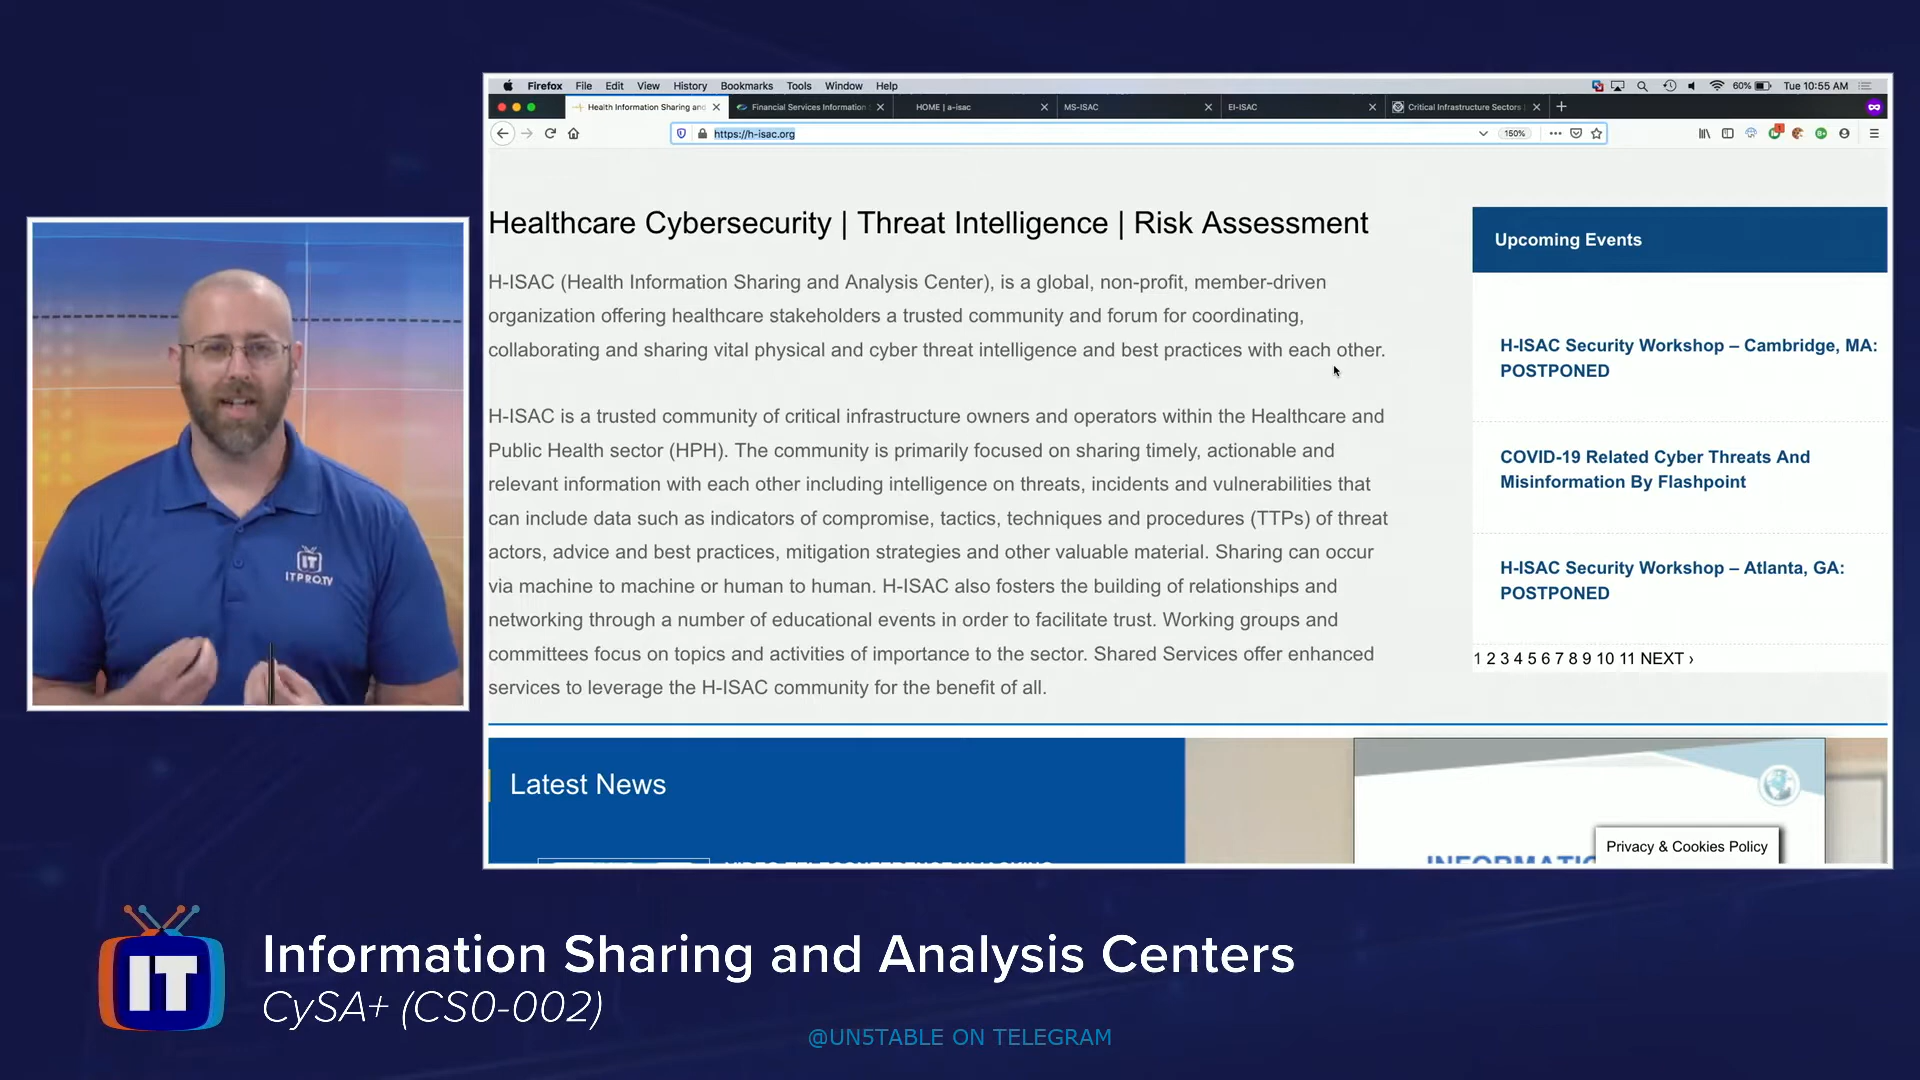 Firefox File Edit View History Bookmarks Tools Window Help
60% Tue 10:55 AM
Health Information Sharing and
Financial Services Information
HOME | a-isac
MS-ISAC
EI-ISAC
Critical Infrastructure Sectors
https://h-isac.org
150%
Healthcare Cybersecurity | Threat Intelligence | Risk Assessment
H-ISAC (Health Information Sharing and Analysis Center), is a global, non-profit, member-driven
organization offering healthcare stakeholders a trusted community and forum for coordinating,
collaborating and sharing vital physical and cyber threat intelligence and best practices with each other.
H-ISAC is a trusted community of critical infrastructure owners and operators within the Healthcare and
Public Health sector (HPH). The community is primarily focused on sharing timely, actionable and
relevant information with each other including intelligence on threats, incidents and vulnerabilities that
can include data such as indicators of compromise, tactics, techniques and procedures (TTPs) of threat
actors, advice and best practices, mitigation strategies and other valuable material. Sharing can occur
via machine to machine or human to human. H-ISAC also fosters the building of relationships and
networking through a number of educational events in order to facilitate trust. Working groups and
committees focus on topics and activities of importance to the sector. Shared Services offer enhanced
services to leverage the H-ISAC community for the benefit of all.
Upcoming Events
H-ISAC Security Workshop – Cambridge, MA:
POSTPONED
COVID-19 Related Cyber Threats And
Misinformation By Flashpoint
H-ISAC Security Workshop – Atlanta, GA:
POSTPONED
1 2 3 4 5 6 7 8 9 10 11 NEXT ›
Latest News
Privacy & Cookies Policy
ITPRO.TV
IT
Information Sharing and Analysis Centers
CySA+ (CS0-002)
@UN5TABLE ON TELEGRAM